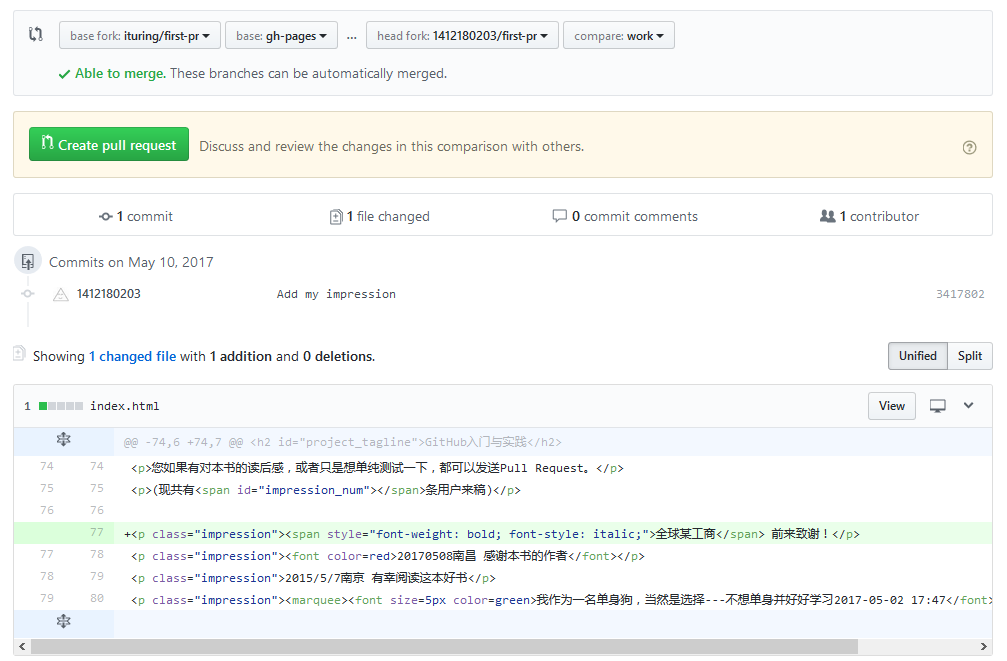 base fork: ituring/first-pr base: gh-pages ... head fork: 1412180203/first-pr compare: work
Able to merge. These branches can be automatically merged.
Create pull request Discuss and review the changes in this comparison with others.
1 commit 1 file changed 0 commit comments 1 contributor
Commits on May 10, 2017
1412180203 Add my impression 3417802
Showing 1 changed file with 1 addition and 0 deletions. Unified Split
1 index.html View
@@ -74,6 +74,7 @@ <h2 id="project_tagline">GitHub入门与实践</h2>
74 74 <p>您如果有对本书的读后感，或者只是想单纯测试一下，都可以发送Pull Request。</p>
75 75 <p>(现共有<span id="impression_num"></span>条用户来稿)</p>
76 76
77 +<p class="impression"><span style="font-weight: bold; font-style: italic;">全球某工商</span> 前来致谢！</p>
77 78 <p class="impression"><font color=red>20170508南昌 感谢本书的作者</font></p>
78 79 <p class="impression">2015/5/7南京 有幸阅读这本好书</p>
79 80 <p class="impression"><marquee><font size=5px color=green>我作为一名单身狗，当然是选择---不想单身并好好学习2017-05-02 17:47</font>